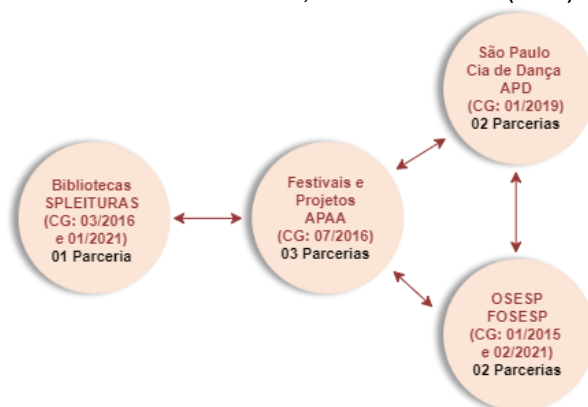 São Paulo
Cia de Dança
APD
(CG: 01/2019)
02 Parcerias
Bibliotecas
SPLEITURAS
(CG: 03/2016
e 01/2021)
01 Parceria
Festivais e
Projetos
APAA
(CG: 07/2016)
03 Parcerias
OSESP
FOSESP
(CG: 01/2015
e 02/2021)
02 Parcerias